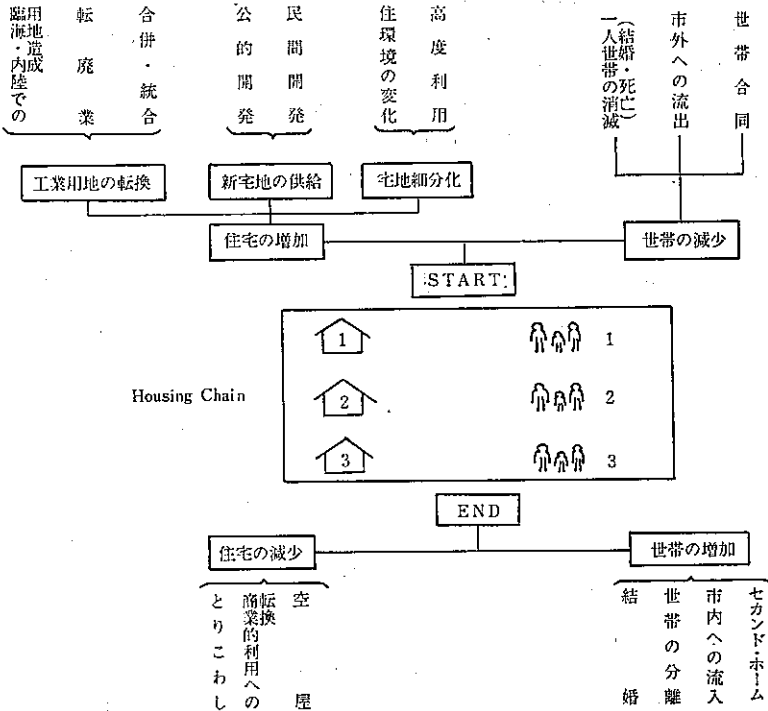 臨海・内陸での
用地造成
転廃業
合併・統合
公的開発
民間開発
住環境の変化
高度利用
一人世帯の消滅
(結婚・死亡)
市外への流出
世帯合同
工業用地の転換
新宅地の供給
宅地細分化
住宅の増加
世帯の減少
START
1
1
Housing Chain
2
2
3
3
END
住宅の減少
世帯の増加
とりこわし
商業的利用への
転換
空屋
結婚
世帯の分離
市内への流入
セカンド・ホーム